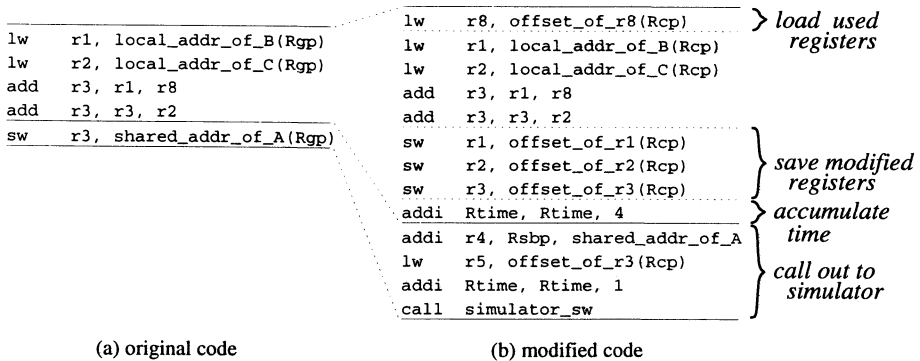 lw r1, local_addr_of_B(Rgp)
lw r2, local_addr_of_C(Rgp)
add r3, r1, r8
add r3, r3, r2
sw r3, shared_addr_of_A(Rgp)
(a) original code
lw r8, offset_of_r8(Rcp)
lw r1, local_addr_of_B(Rcp)
lw r2, local_addr_of_C(Rcp)
add r3, r1, r8
add r3, r3, r2
sw r1, offset_of_r1(Rcp)
sw r2, offset_of_r2(Rcp)
sw r3, offset_of_r3(Rcp)
addi Rtime, Rtime, 4
addi r4, Rsbp, shared_addr_of_A
lw r5, offset_of_r3(Rcp)
addi Rtime, Rtime, 1
call simulator_sw
(b) modified code
load used
registers
save modified
registers
accumulate
time
call out to
simulator